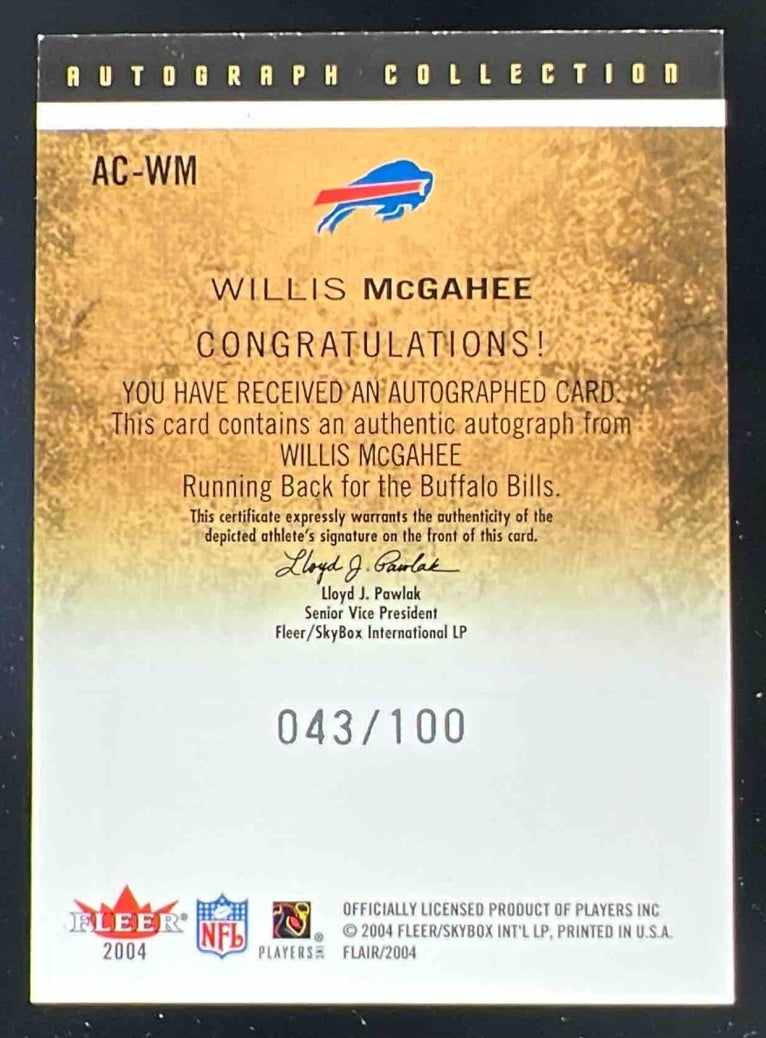 AUTOGRAPH COLLECTION
AC-WM
WILLIS McGAHEE
CONGRATULATIONS!
YOU HAVE RECEIVED AN AUTOGRAPHED CARD.
This card contains an authentic autograph from
WILLIS McGAHEE
Running Back for the Buffalo Bills.
This certificate expressly warrants the authenticity of the
depicted athlete's signature on the front of this card.
Lloyd J. Pawlak
Lloyd J. Pawlak
Senior Vice President
Fleer/SkyBox International LP
043/100
FLEER®
2004
NFL
PLAYERS INC ®
OFFICIALLY LICENSED PRODUCT OF PLAYERS INC
© 2004 FLEER/SKYBOX INT'L LP, PRINTED IN U.S.A.
FLAIR/2004